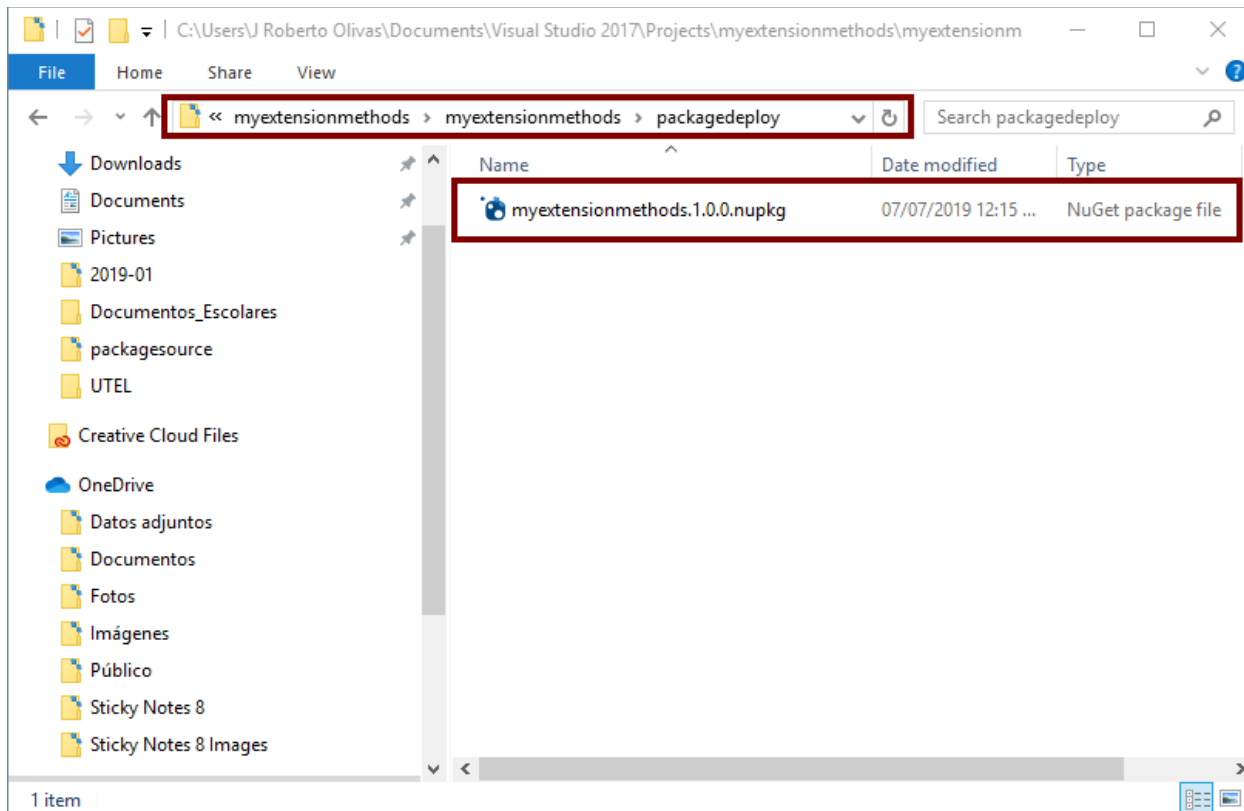 C:\Users\J Roberto Olivas\Documents\Visual Studio 2017\Projects\myextensionmethods\myextensionm
File Home Share View
« myextensionmethods › myextensionmethods › packagedeploy Search packagedeploy
Downloads
Documents
Pictures
2019-01
Documentos_Escolares
packagesource
UTEL
Creative Cloud Files
OneDrive
Datos adjuntos
Documentos
Fotos
Imágenes
Público
Sticky Notes 8
Sticky Notes 8 Images
Name Date modified Type
myextensionmethods.1.0.0.nupkg 07/07/2019 12:15 ... NuGet package file
1 item